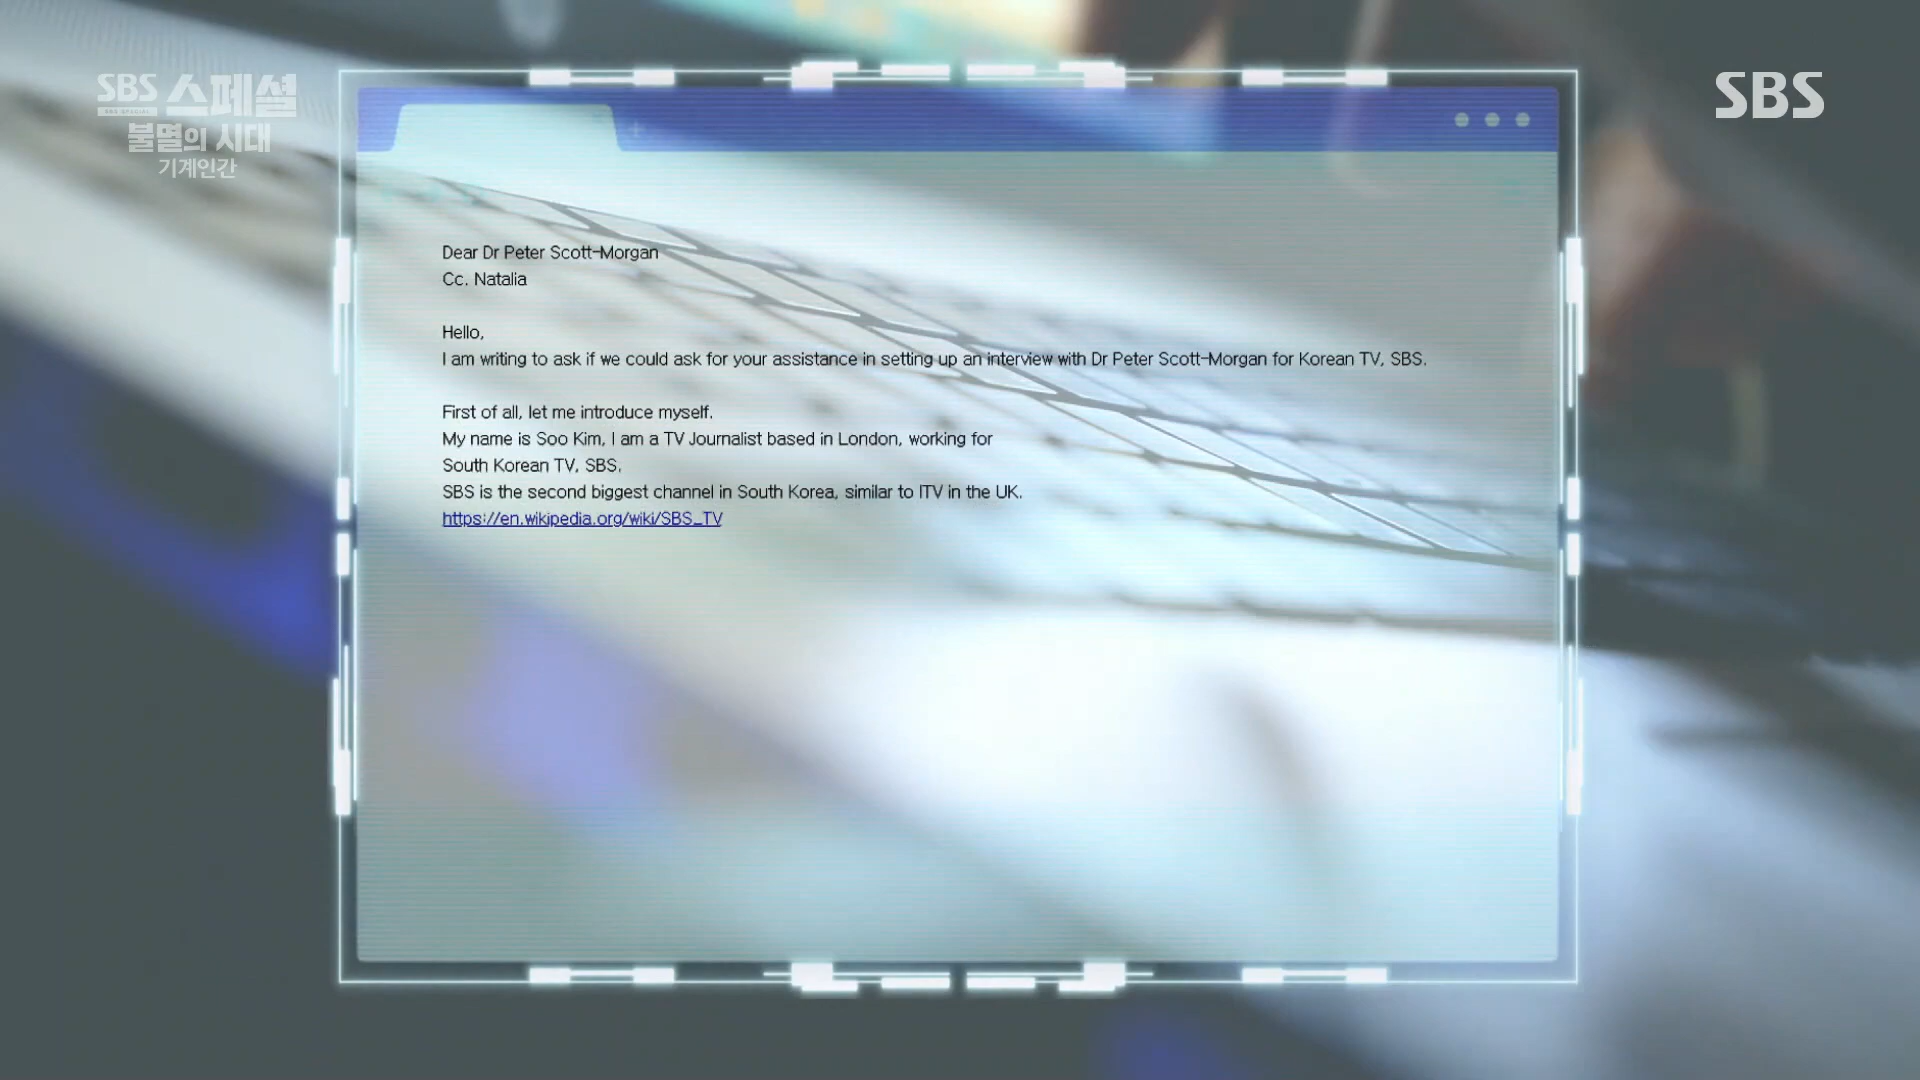 SBS 스페셜
불멸의 시대
기계인간
SBS
Dear Dr Peter Scott-Morgan
Cc. Natalia
Hello,
I am writing to ask if we could ask for your assistance in setting up an interview with Dr Peter Scott-Morgan for Korean TV, SBS.
First of all, let me introduce myself.
My name is Soo Kim, I am a TV Journalist based in London, working for
South Korean TV, SBS.
SBS is the second biggest channel in South Korea, similar to ITV in the UK.
https://en.wikipedia.org/wiki/SBS_TV